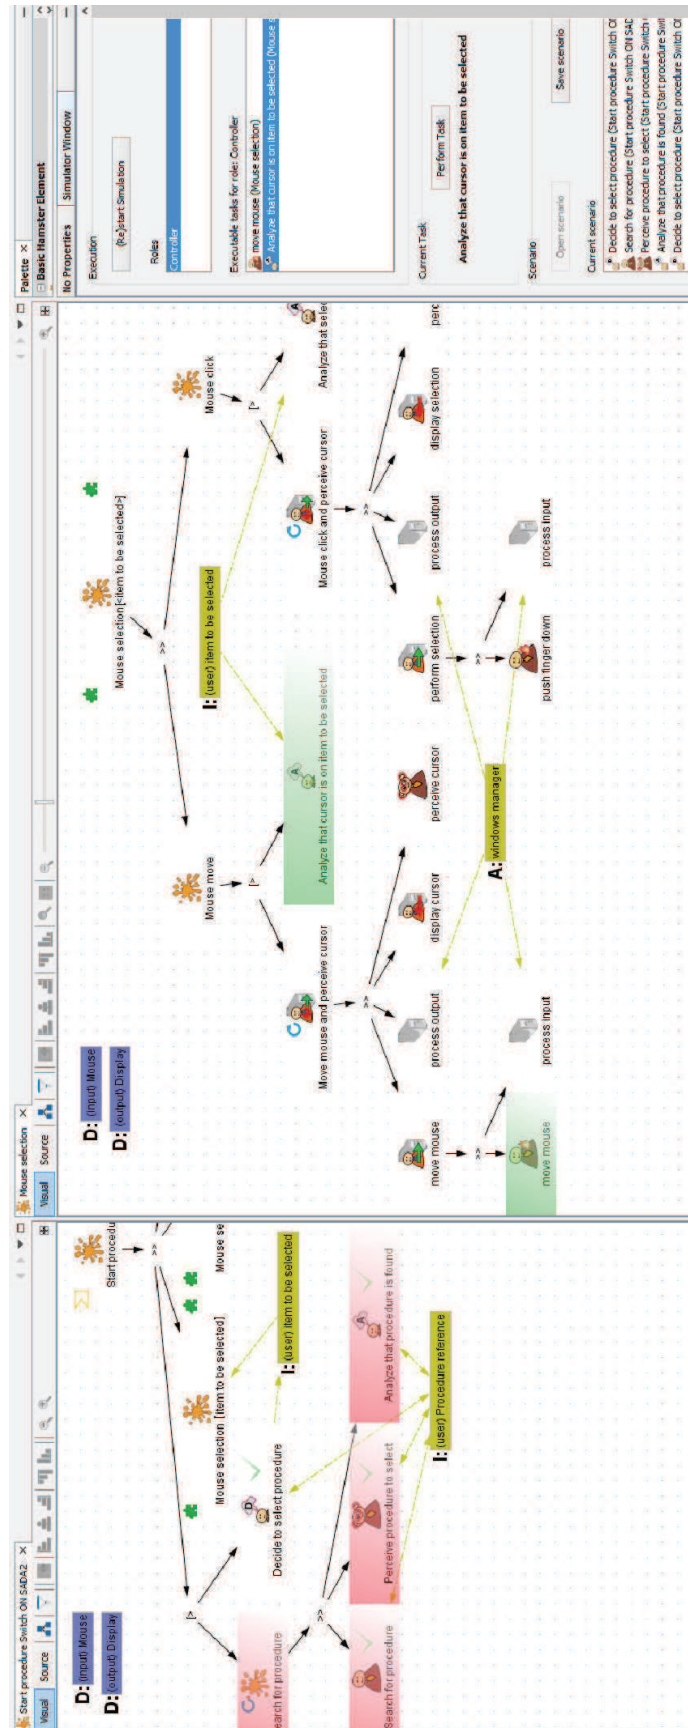 Start procedure Switch ON SADA2 ×
Visual
Source
D: (input) Mouse
D: (output) Display
Start procedu
>>
Mouse selection [item to be selected]
Mouse se
[>
Decide to select procedure
I: (user) item to be selected
Search for procedure
>>
Search for procedure
Perceive procedure to select
Analyze that procedure is found
I: (user) Procedure reference
Mouse selection ×
Visual
Source
D: (input) Mouse
D: (output) Display
Mouse selection [<item to be selected>]
>>
Mouse move
Mouse click
[>
I: (user) item to be selected
[>
Move mouse and perceive cursor
Analyze that cursor is on item to be selected
Mouse click and perceive cursor
Analyze that selec
>>
>>
move mouse
process output
display cursor
perceive cursor
perform selection
process output
display selection
perc
>>
A: windows manager
>>
move mouse
process input
push finger down
process input
Palette ×
Basic Hamster Element
No Properties
Simulator Window
Execution
(Re)start Simulation
Roles
Controller
Executable tasks for role: Controller
move mouse (Mouse selection)
Analyze that cursor is on item to be selected (Mouse s
Current Task
Perform Task
Analyze that cursor is on item to be selected
Scenario
Open scenario
Save scenario
Current scenario
Decide to select procedure (Start procedure Switch ON
Search for procedure (Start procedure Switch ON SADA
Perceive procedure to select (Start procedure Switch
Analyze that procedure is found (Start procedure Swit
Decide to select procedure (Start procedure Switch ON